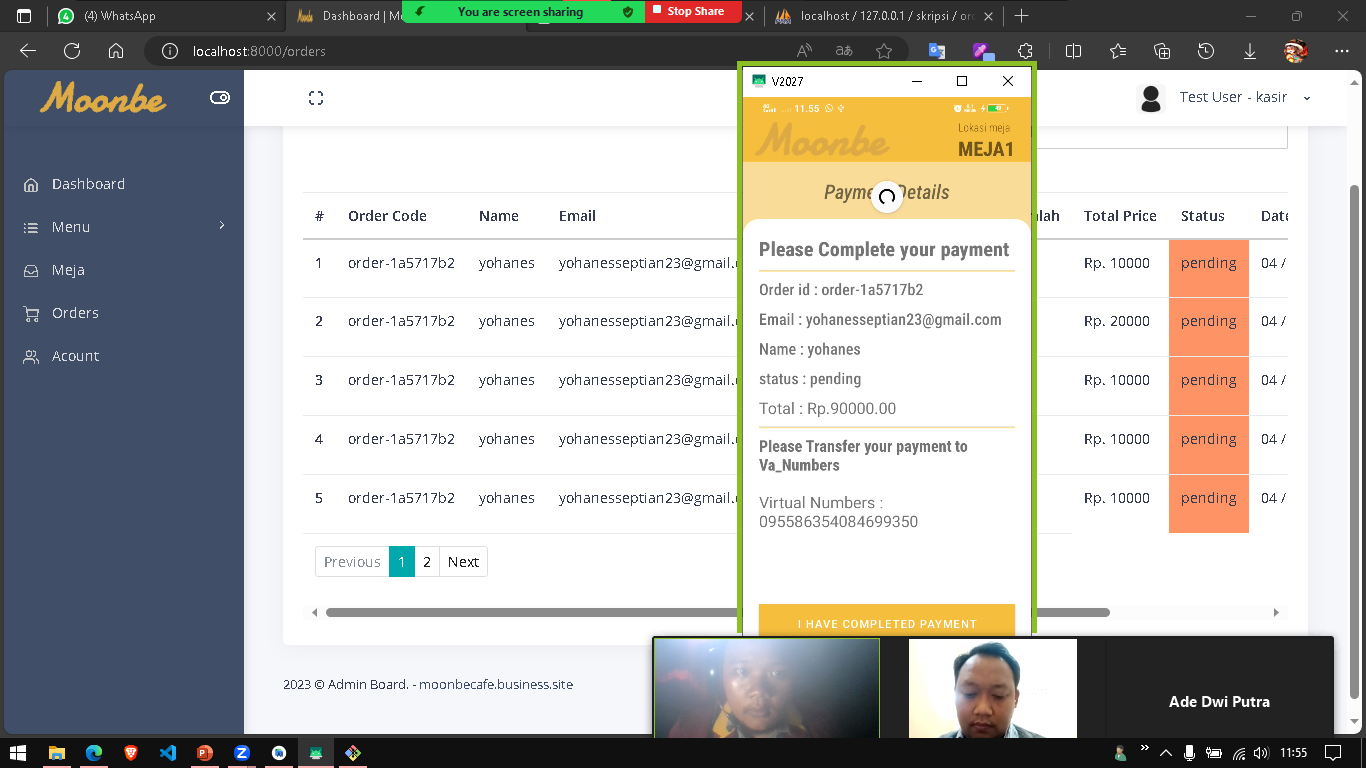 (4) WhatsApp
Dashboard | Mo
You are screen sharing
Stop Share
localhost / 127.0.0.1 / skripsi / ord
localhost:8000/orders
Moonbe
Test User - kasir
Dashboard
Menu
Meja
Orders
Acount
# Order Code Name Email lah Total Price Status Date
1 order-1a5717b2 yohanes yohanesseptian23@gmail.c Rp. 10000 pending 04 /
2 order-1a5717b2 yohanes yohanesseptian23@gmail.c Rp. 20000 pending 04 /
3 order-1a5717b2 yohanes yohanesseptian23@gmail.c Rp. 10000 pending 04 /
4 order-1a5717b2 yohanes yohanesseptian23@gmail.c Rp. 10000 pending 04 /
5 order-1a5717b2 yohanes yohanesseptian23@gmail.c Rp. 10000 pending 04 /
Previous 1 2 Next
2023 © Admin Board. - moonbecafe.business.site
V2027
11.55
Moonbe
Lokasi meja
MEJA1
Payment Details
Please Complete your payment
Order id : order-1a5717b2
Email : yohanesseptian23@gmail.com
Name : yohanes
status : pending
Total : Rp.90000.00
Please Transfer your payment to
Va_Numbers
Virtual Numbers :
095586354084699350
I HAVE COMPLETED PAYMENT
Ade Dwi Putra
11:55